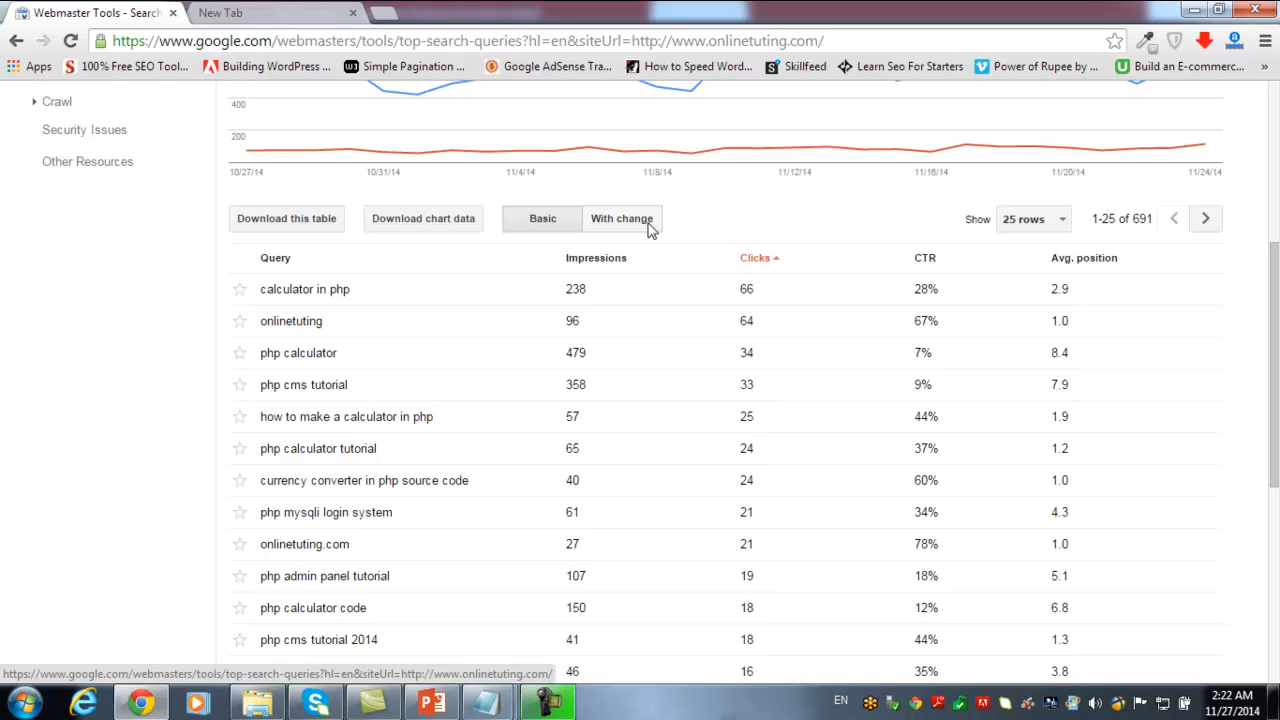 Webmaster Tools - Search
New Tab
https://www.google.com/webmasters/tools/top-search-queries?hl=en&siteUrl=http://www.onlinetuting.com/
Apps 100% Free SEO Tool... Building WordPress ... Simple Pagination ... Google AdSense Tra... How to Speed Word... Skillfeed Learn Seo For Starters Power of Rupee by ... Build an E-commerc... »
Crawl
Security Issues
Other Resources
400
200
10/27/14 10/31/14 11/4/14 11/8/14 11/12/14 11/16/14 11/20/14 11/24/14
Download this table Download chart data Basic With change Show 25 rows 1-25 of 691
Query Impressions Clicks CTR Avg. position
calculator in php 238 66 28% 2.9
onlinetuting 96 64 67% 1.0
php calculator 479 34 7% 8.4
php cms tutorial 358 33 9% 7.9
how to make a calculator in php 57 25 44% 1.9
php calculator tutorial 65 24 37% 1.2
currency converter in php source code 40 24 60% 1.0
php mysqli login system 61 21 34% 4.3
onlinetuting.com 27 21 78% 1.0
php admin panel tutorial 107 19 18% 5.1
php calculator code 150 18 12% 6.8
php cms tutorial 2014 41 18 44% 1.3
46 16 35% 3.8
https://www.google.com/webmasters/tools/top-search-queries?hl=en&siteUrl=http://www.onlinetuting.com/
EN
2:22 AM
11/27/2014